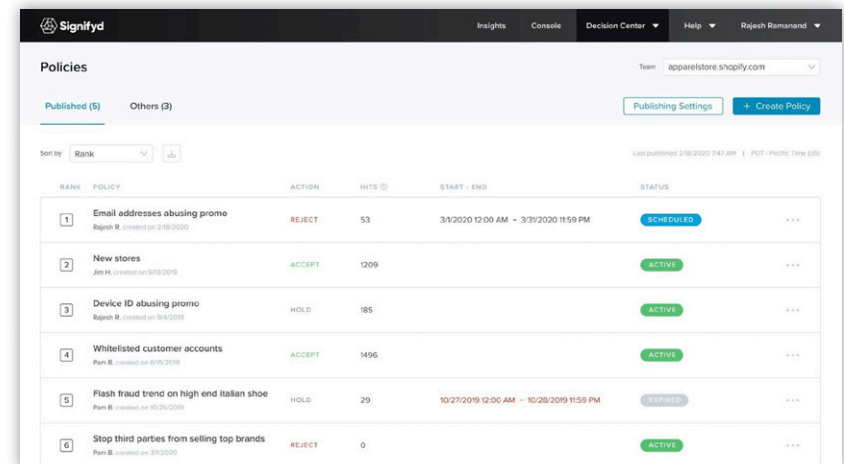 Signifyd
Insights Console Decision Center Help Rajesh Ramanand
Policies
Team apparelstore.shopify.com
Published (5) Others (3)
Publishing Settings + Create Policy
Sort by Rank
Last published 2/18/2020 7:47 AM | PDT - Pacific Time (US)
RANK POLICY ACTION HITS START - END STATUS
1 Email addresses abusing promo REJECT 53 3/1/2020 12:00 AM – 3/31/2020 11:59 PM SCHEDULED
Rajesh R. created on 2/18/2020
2 New stores ACCEPT 1209 ACTIVE
Jim H. created on 9/13/2019
3 Device ID abusing promo HOLD 185 ACTIVE
Rajesh R. created on 9/4/2019
4 Whitelisted customer accounts ACCEPT 1496 ACTIVE
Pam B. created on 6/15/2019
5 Flash fraud trend on high end Italian shoe HOLD 29 10/27/2019 12:00 AM – 10/28/2019 11:59 PM EXPIRED
Pam B. created on 10/26/2019
6 Stop third parties from selling top brands REJECT 0 ACTIVE
Pam B. created on 3/1/2020